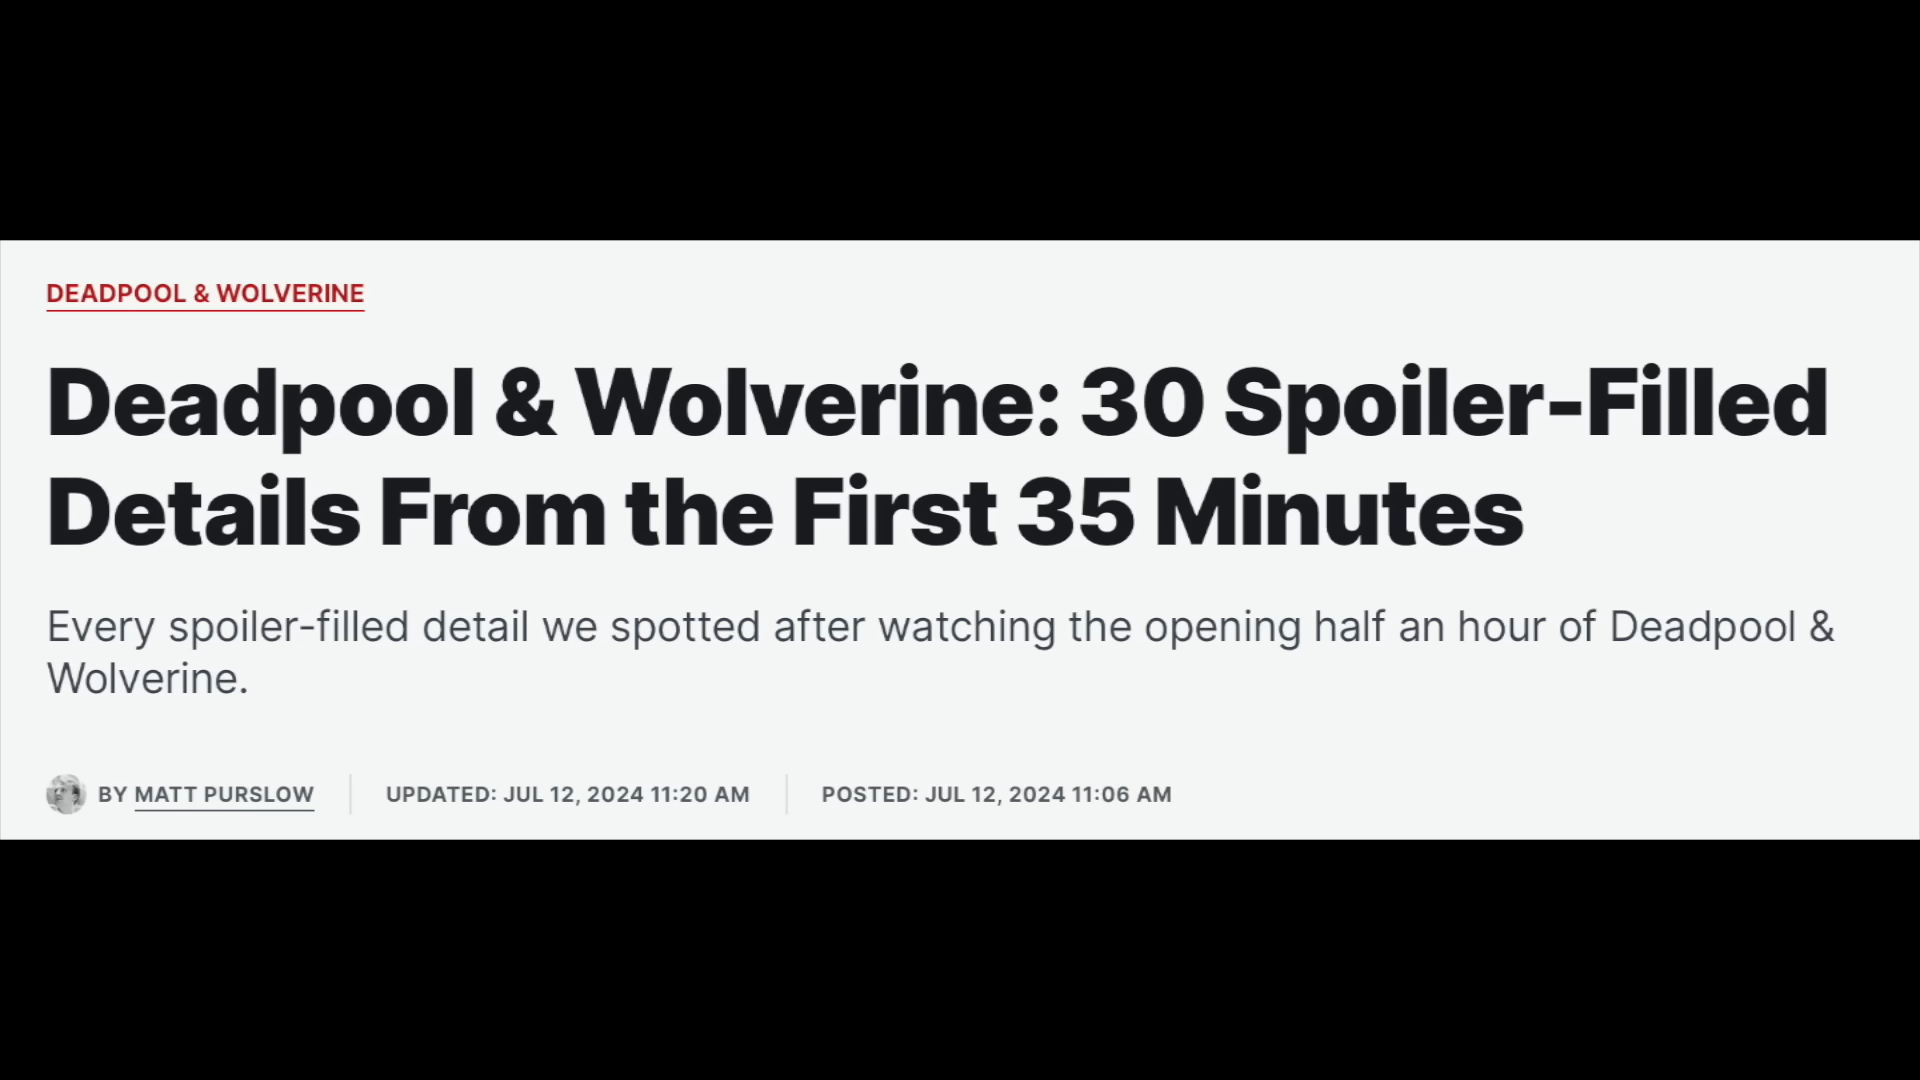 DEADPOOL & WOLVERINE
Deadpool & Wolverine: 30 Spoiler-Filled
Details From the First 35 Minutes
Every spoiler-filled detail we spotted after watching the opening half an hour of Deadpool &
Wolverine.
BY MATT PURSLOW UPDATED: JUL 12, 2024 11:20 AM POSTED: JUL 12, 2024 11:06 AM